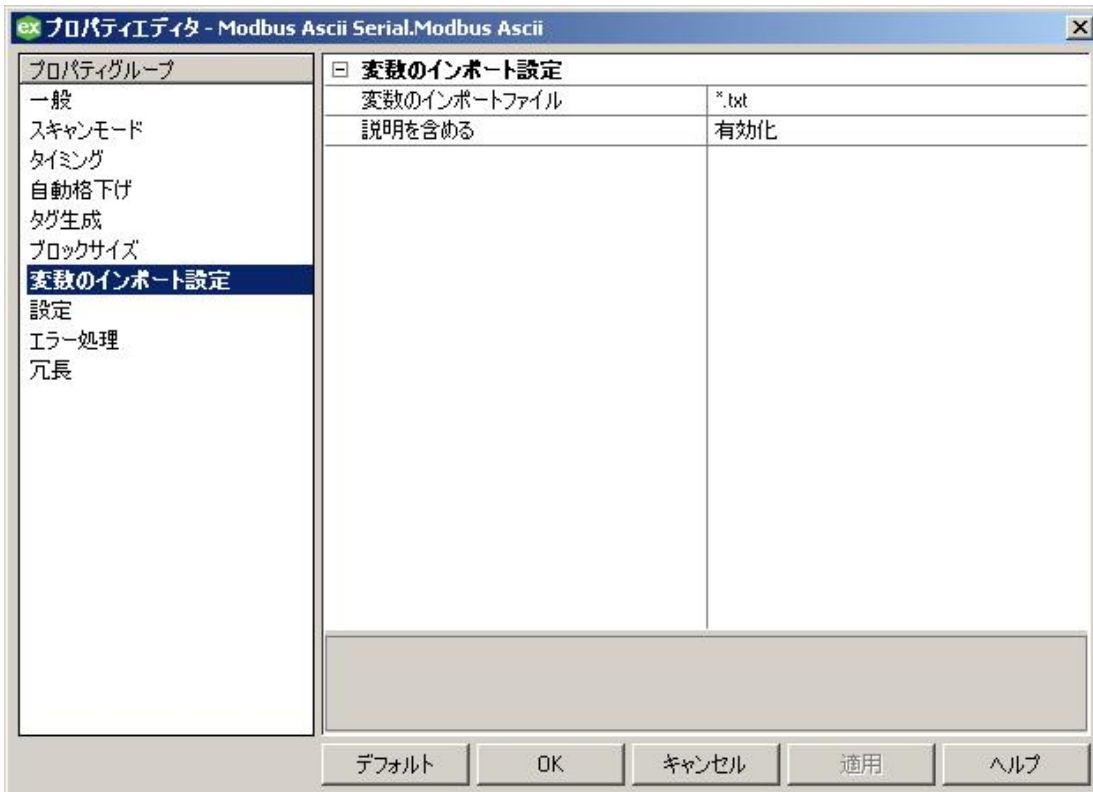 ex プロパティエディタ - Modbus Ascii Serial.Modbus Ascii
プロパティグループ
一般
スキャンモード
タイミング
自動格下げ
タグ生成
ブロックサイズ
変数のインポート設定
設定
エラー処理
冗長
変数のインポート設定
変数のインポートファイル *.txt
説明を含める 有効化
デフォルト OK キャンセル 適用 ヘルプ